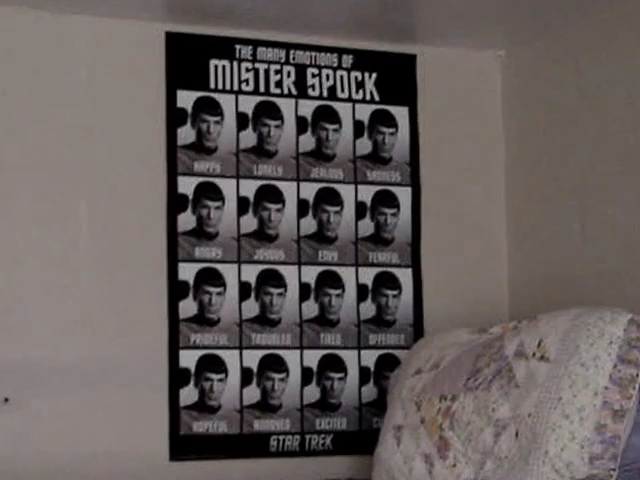 THE MANY EMOTIONS OF
MISTER SPOCK
HAPPY LONELY JEALOUS SADNESS
ANGRY JOYOUS ENVY FEARFUL
PRIDEFUL TROUBLED TIRED OFFENDED
HOPEFUL ANNOYED EXCITED
STAR TREK